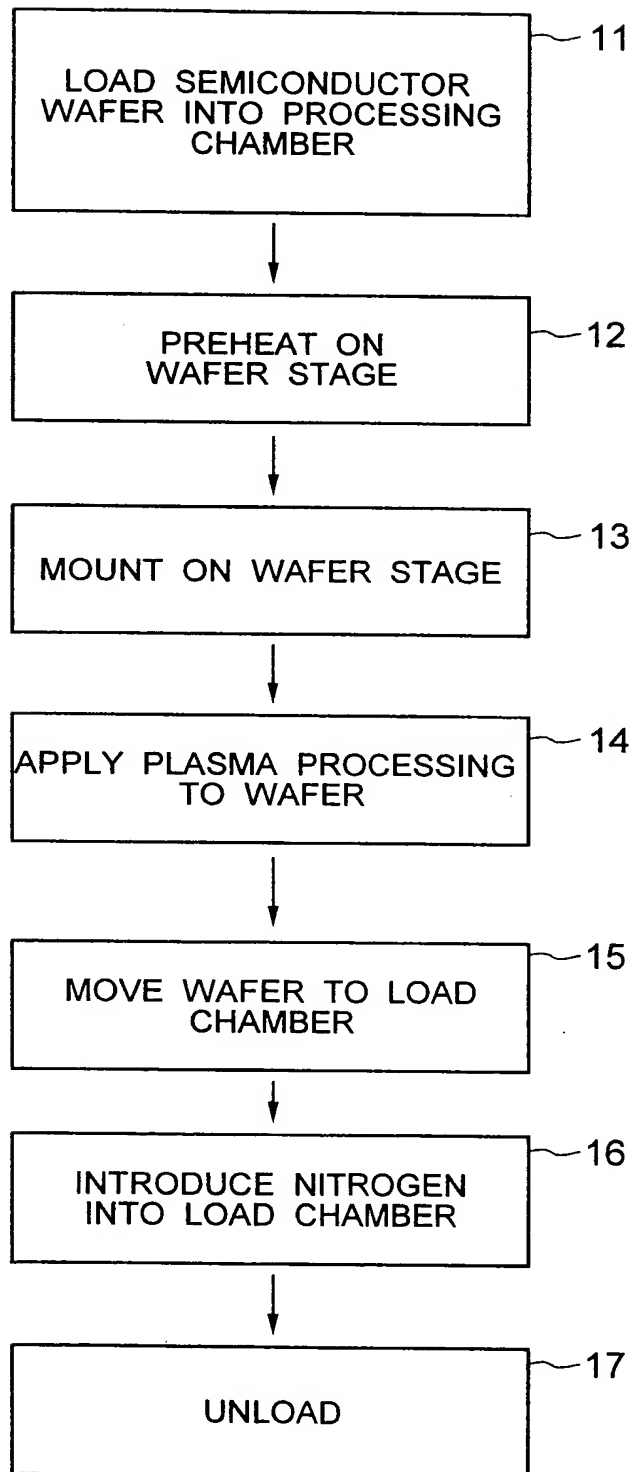 11
LOAD SEMICONDUCTOR
WAFER INTO PROCESSING
CHAMBER
12
PREHEAT ON
WAFER STAGE
13
MOUNT ON WAFER STAGE
14
APPLY PLASMA PROCESSING
TO WAFER
15
MOVE WAFER TO LOAD
CHAMBER
16
INTRODUCE NITROGEN
INTO LOAD CHAMBER
17
UNLOAD